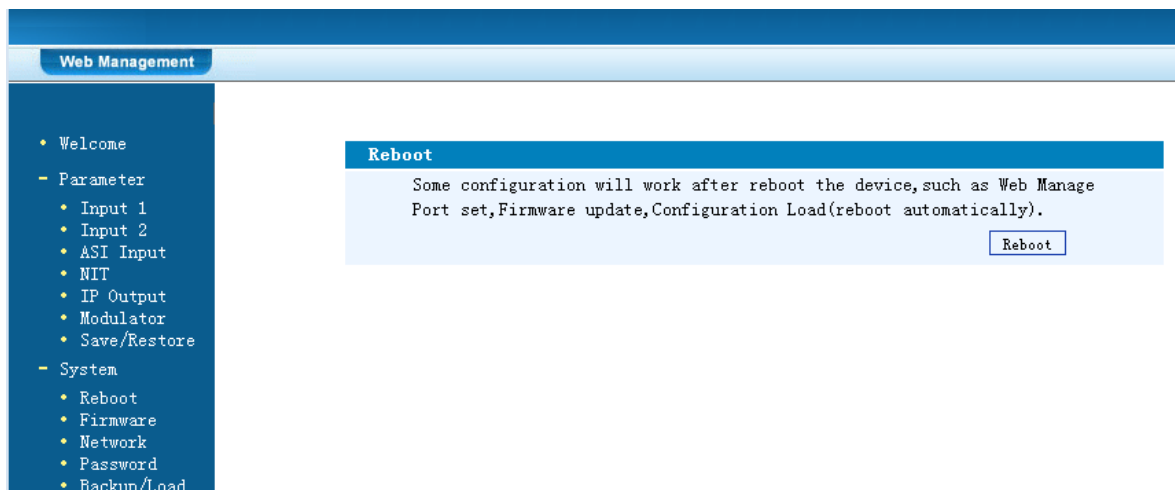 Web Management
Welcome
Parameter
Input 1
Input 2
ASI Input
NIT
IP Output
Modulator
Save/Restore
System
Reboot
Firmware
Network
Password
Backup/Load
Reboot
Some configuration will work after reboot the device,such as Web Manage
Port set,Firmware update,Configuration Load(reboot automatically).
Reboot